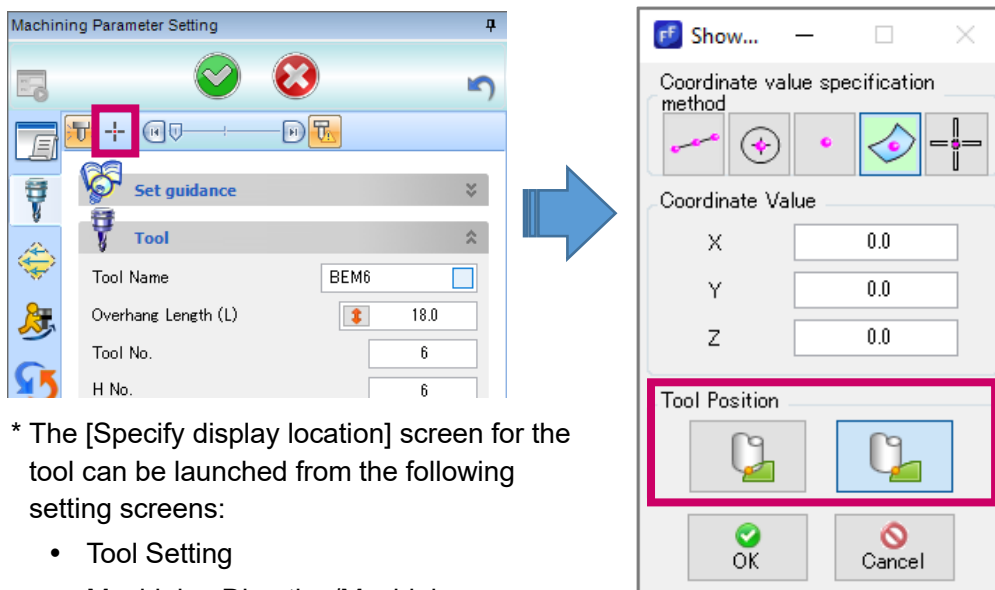 Machining Parameter Setting
Set guidance
Tool
Tool Name BEM6
Overhang Length (L) 18.0
Tool No. 6
H No. 6
* The [Specify display location] screen for the
tool can be launched from the following
setting screens:
• Tool Setting
Show...
Coordinate value specification
method
Coordinate Value
X 0.0
Y 0.0
Z 0.0
Tool Position
OK Cancel